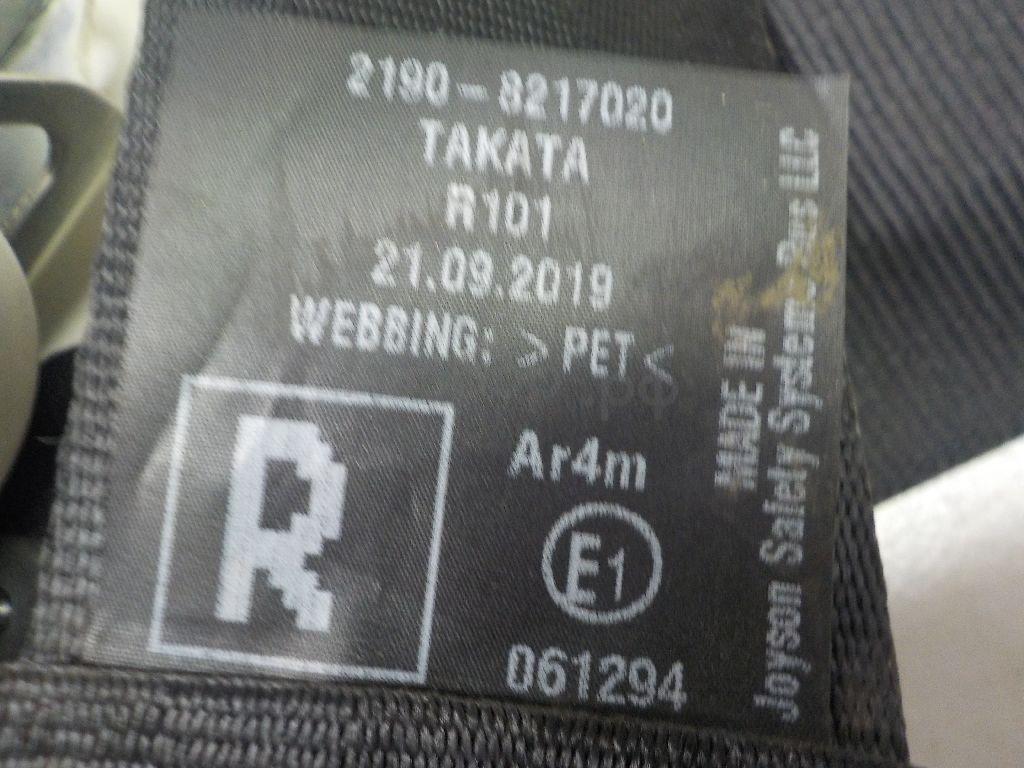 2190-8217020
TAKATA
R101
21.09.2019
WEBBING: >PET<
R
Ar4m
E1
061294
MADE IN
Joyson Safety Systems Rus LLC